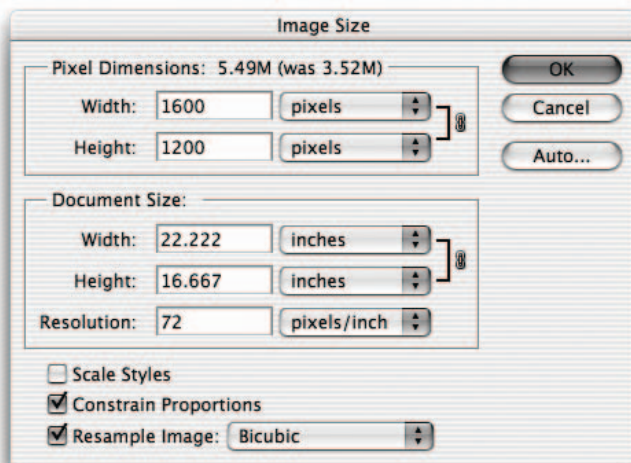 Image Size
Pixel Dimensions: 5.49M (was 3.52M)
OK
Width: 1600 pixels
Cancel
Height: 1200 pixels
Auto...
Document Size:
Width: 22.222 inches
Height: 16.667 inches
Resolution: 72 pixels/inch
Scale Styles
Constrain Proportions
Resample Image: Bicubic